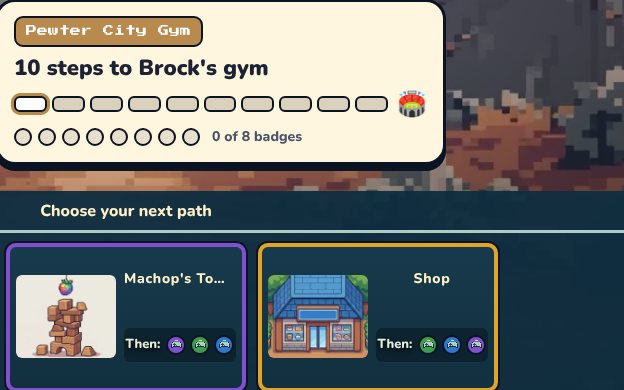 Pewter City Gym
10 steps to Brock's gym
0 of 8 badges
Choose your next path
Machop's To...
Shop
Then:
Then: